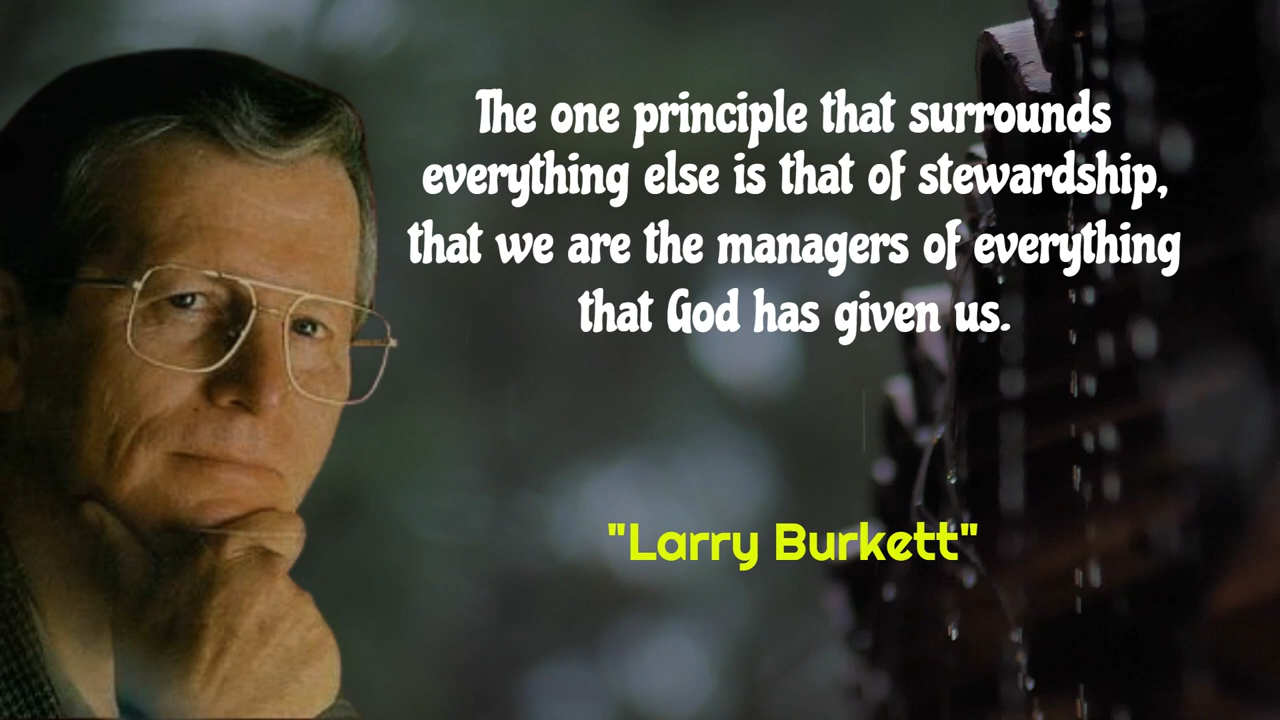 The one principle that surrounds
everything else is that of stewardship,
that we are the managers of everything
that God has given us.
"Larry Burkett"